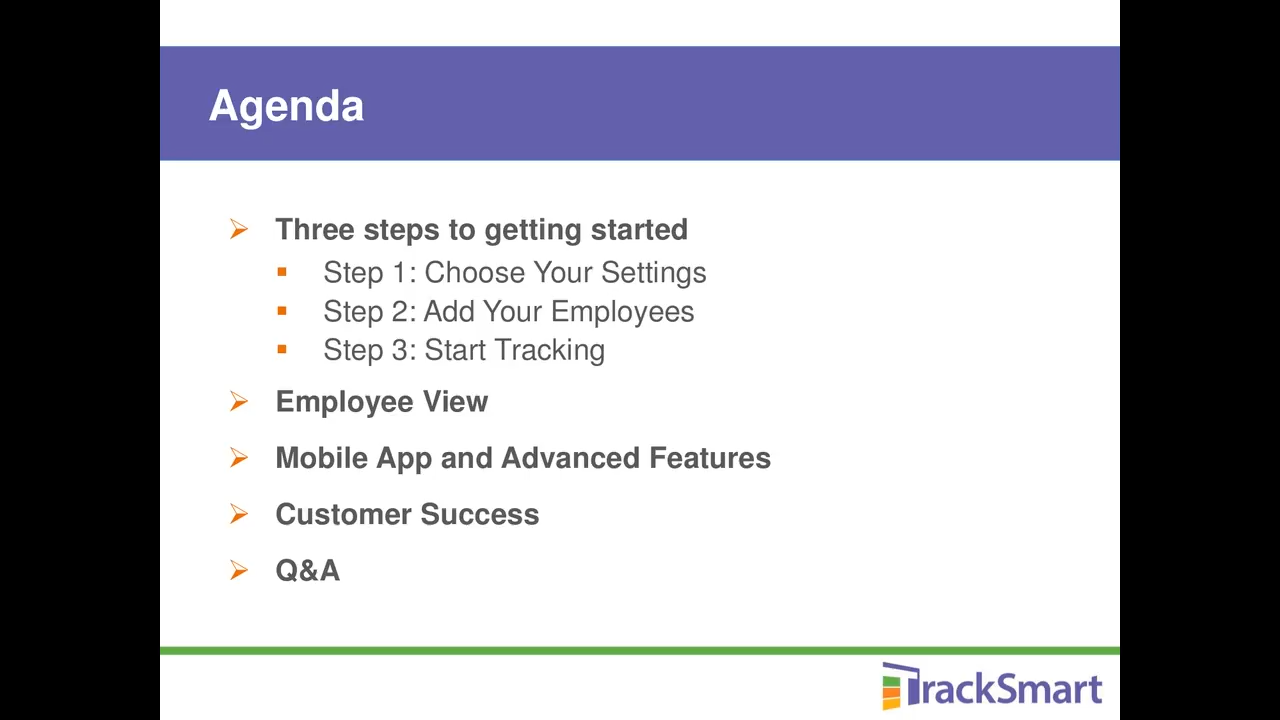 Agenda
Three steps to getting started
Step 1: Choose Your Settings
Step 2: Add Your Employees
Step 3: Start Tracking
Employee View
Mobile App and Advanced Features
Customer Success
Q&A
TrackSmart